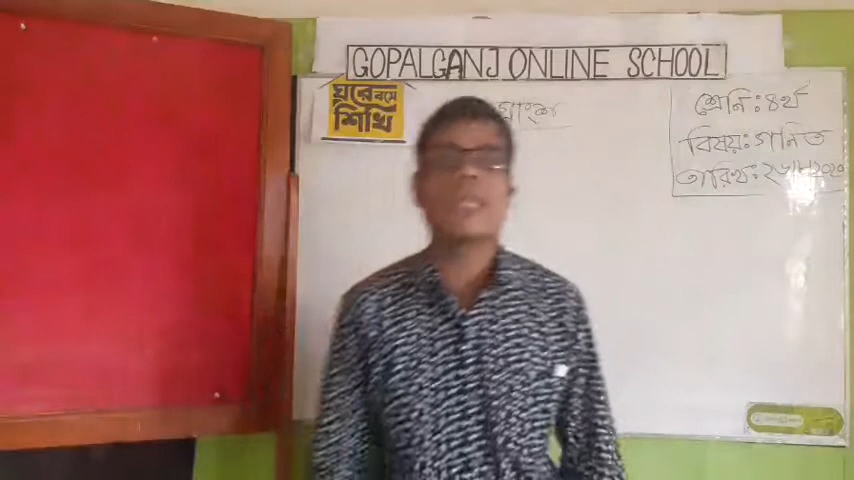 GOPALGANJ ONLINE SCHOOL
ঘরে বসে
শিখি
শ্রেনি: ৪র্থ
বিষয়: গনিত
তারিখ: